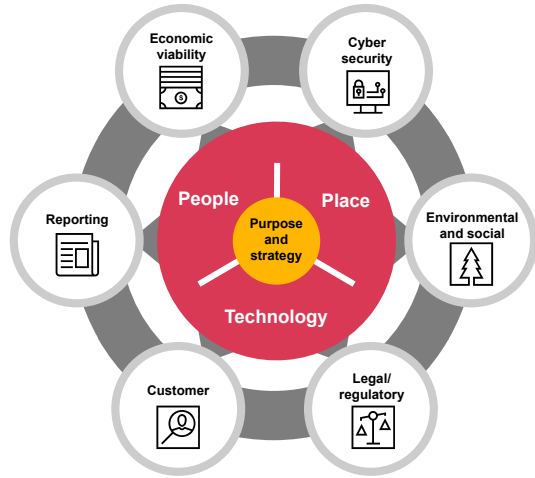 Economic
viability
$
Cyber
security
People
Place
Reporting
Purpose
and
strategy
Environmental
and social
Technology
Customer
Legal/
regulatory